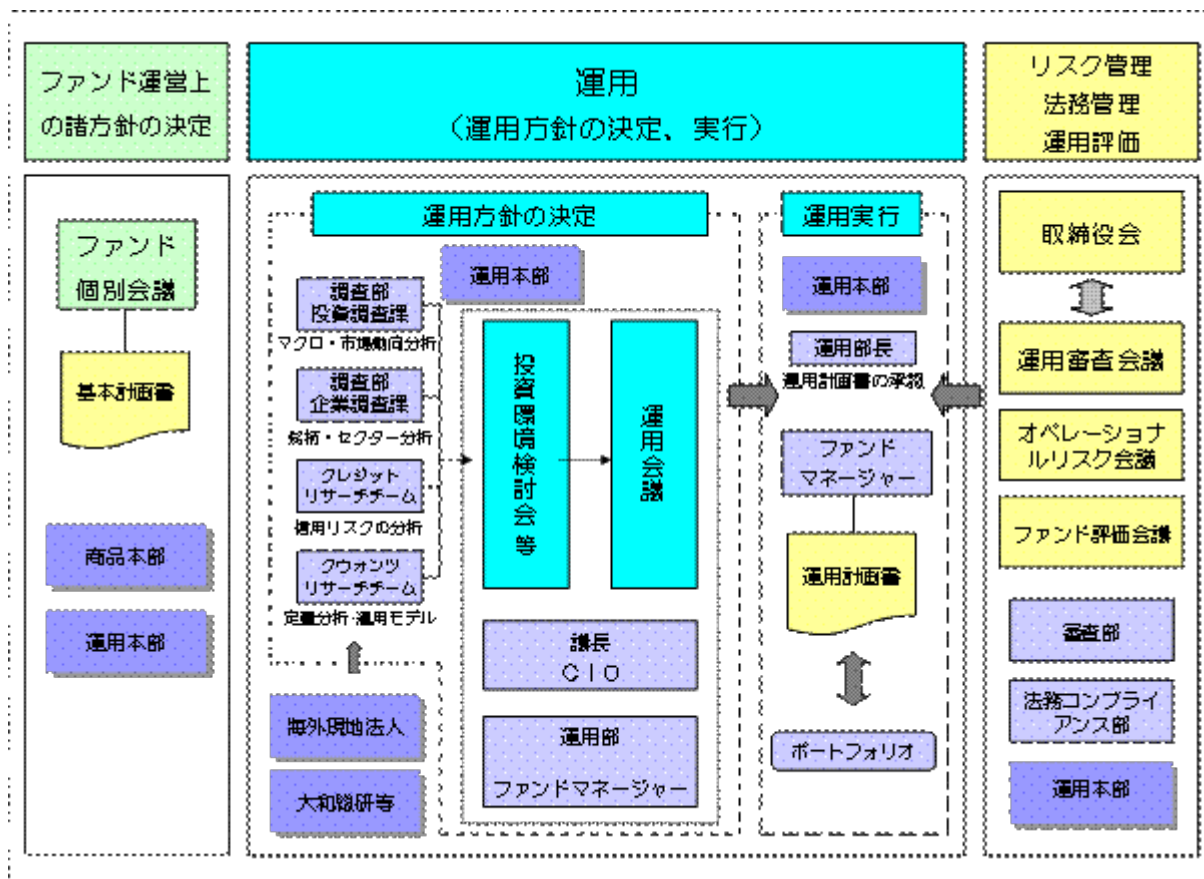 ファンド運営上
の諸方針の決定
運用
（運用方針の決定、実行）
リスク管理
法務管理
運用評価
ファンド
個別会議
基本計画書
商品本部
運用本部
運用方針の決定
運用本部
調査部
投資調査課
マクロ・市場動向分析
調査部
企業調査課
銘柄・セクター分析
クレジット
リサーチチーム
信用リスクの分析
クウォンツ
リサーチチーム
定量分析・運用モデル
海外現地法人
大和総研等
投資環境検討会等
運用会議
議長
ＣＩＯ
運用部
ファンドマネージャー
運用実行
運用本部
運用部長
運用計画書の承認
ファンド
マネージャー
運用計画書
ポートフォリオ
取締役会
運用審査会議
オペレーショナ
ルリスク会議
ファンド評価会議
審査部
法務コンプライ
アンス部
運用本部